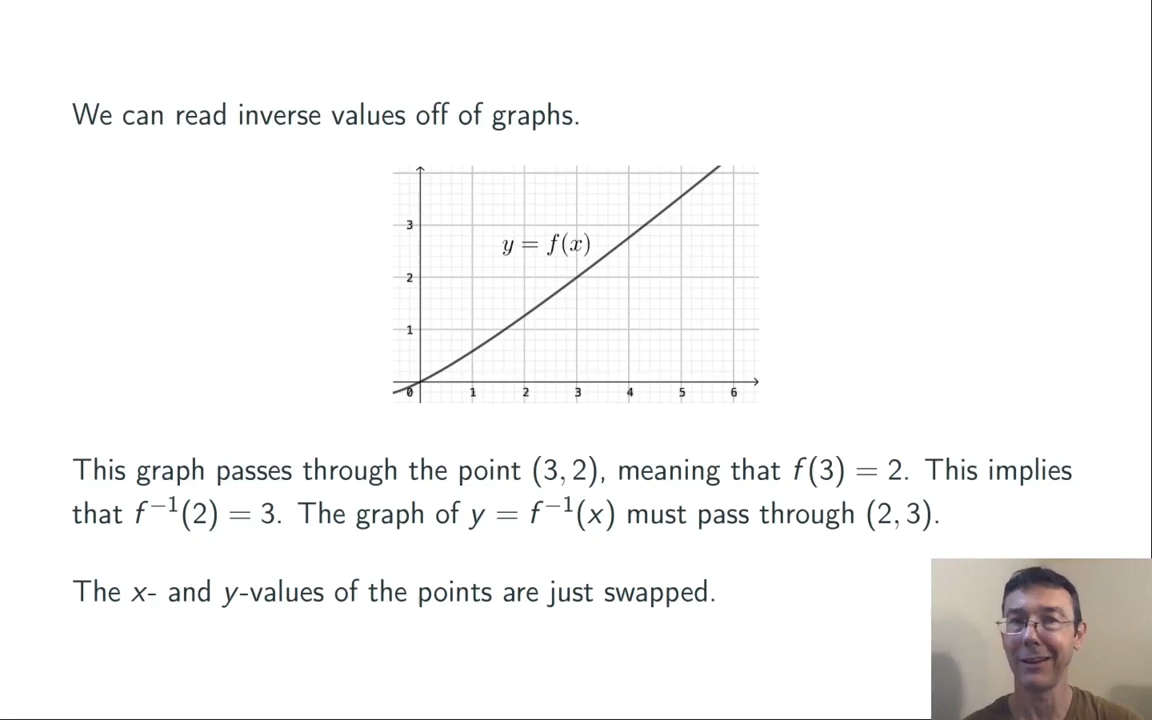 We can read inverse values off of graphs.
3
y = f(x)
2
1
0 1 2 3 4 5 6
This graph passes through the point (3, 2), meaning that f(3) = 2. This implies
that f⁻¹(2) = 3. The graph of y = f⁻¹(x) must pass through (2, 3).
The x- and y-values of the points are just swapped.